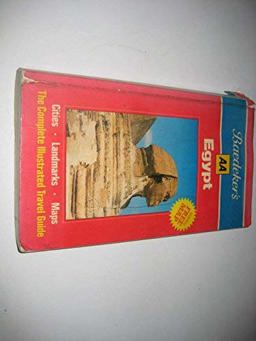 Baedeker's
AA
Egypt
Cities · Landmarks · Maps
The Complete Illustrated Travel Guide